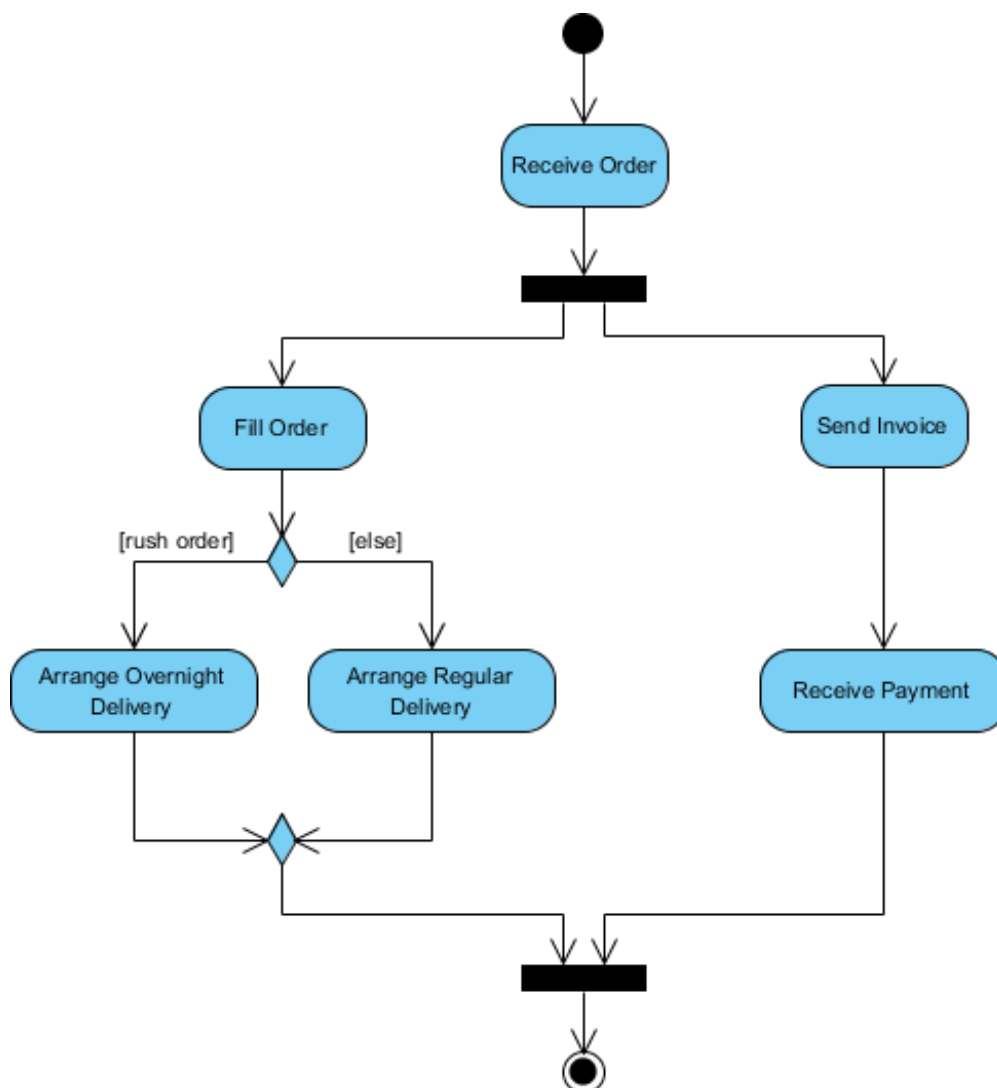 Receive Order
Fill Order
Send Invoice
[rush order]
[else]
Arrange Overnight
Delivery
Arrange Regular
Delivery
Receive Payment